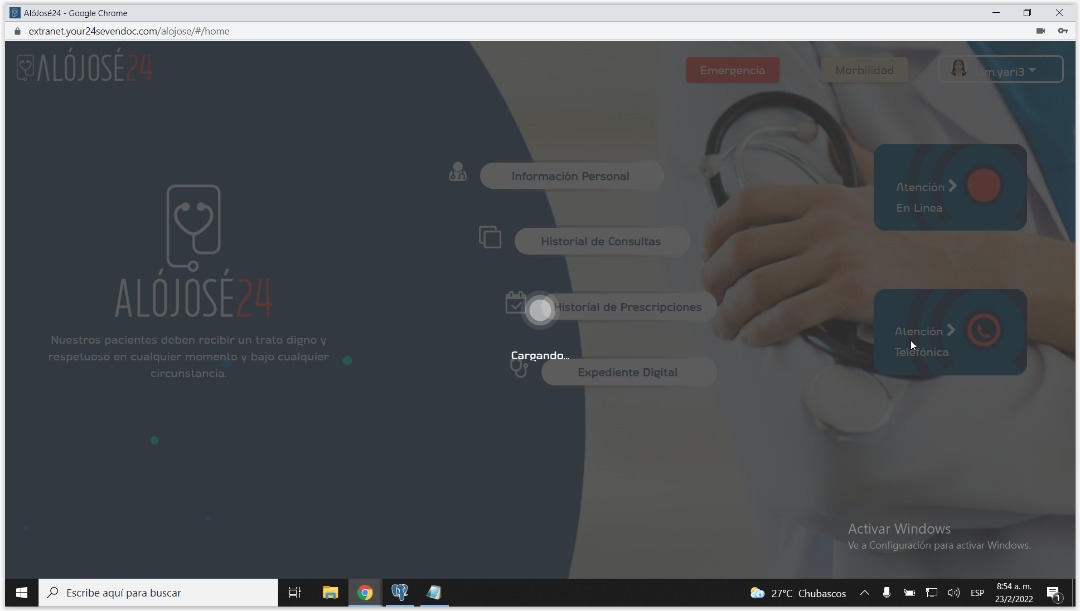 AlóJosé24 - Google Chrome
extranet.your24sevendoc.com/alojose/#/home
ALÓJOSÉ24
Emergencia
Morbilidad
m.yari3
Información Personal
Atención
En Linea
Historial de Consultas
ALÓJOSÉ24
Historial de Prescripciones
Nuestros pacientes deben recibir un trato digno y
respetuoso en cualquier momento y bajo cualquier
circunstancia.
Atención
Telefónica
Cargando...
Expediente Digital
Activar Windows
Ve a Configuración para activar Windows.
Escribe aquí para buscar
27°C Chubascos
ESP
8:54 a. m.
23/2/2022
1